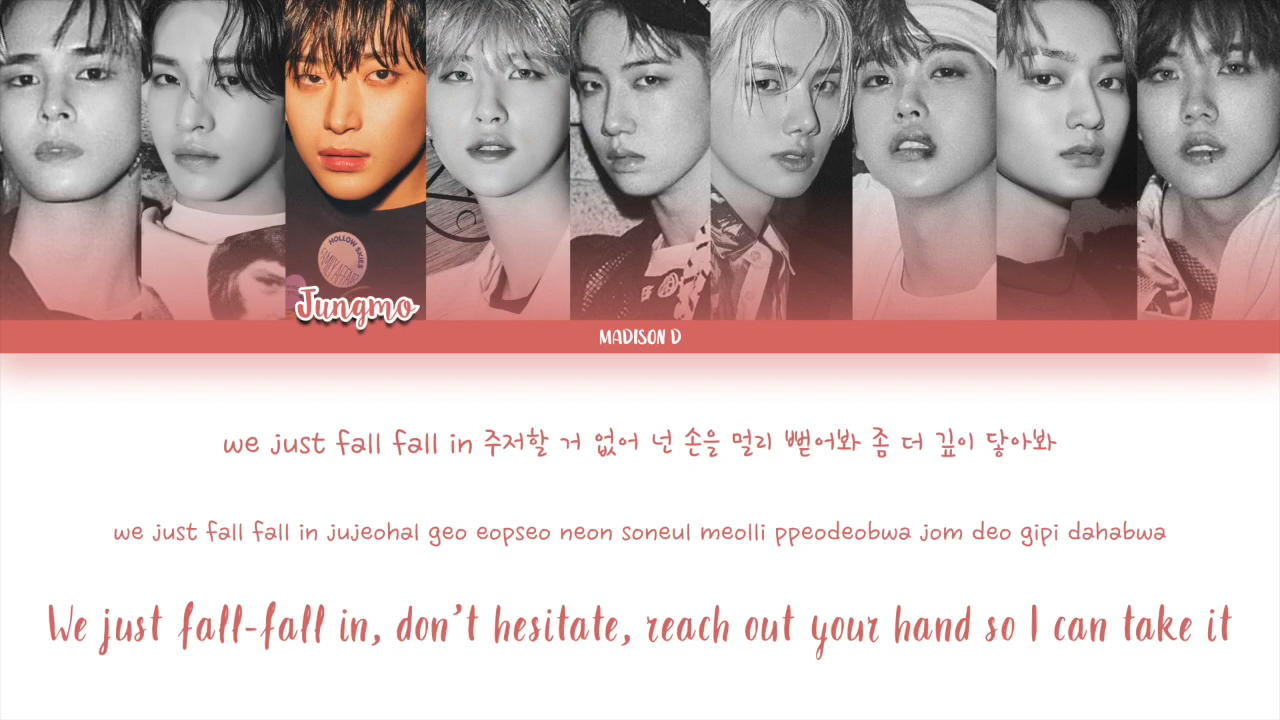 HOLLOW SKIES
Jungmo
MADISON D
we just fall fall in 주저할 거 없어 넌 손을 멀리 뻗어봐 좀 더 깊이 닿아봐
we just fall fall in jujeohal geo eopseo neon soneul meolli ppeodeobwa jom deo gipi dahabwa
We just fall-fall in, don't hesitate, reach out your hand so I can take it